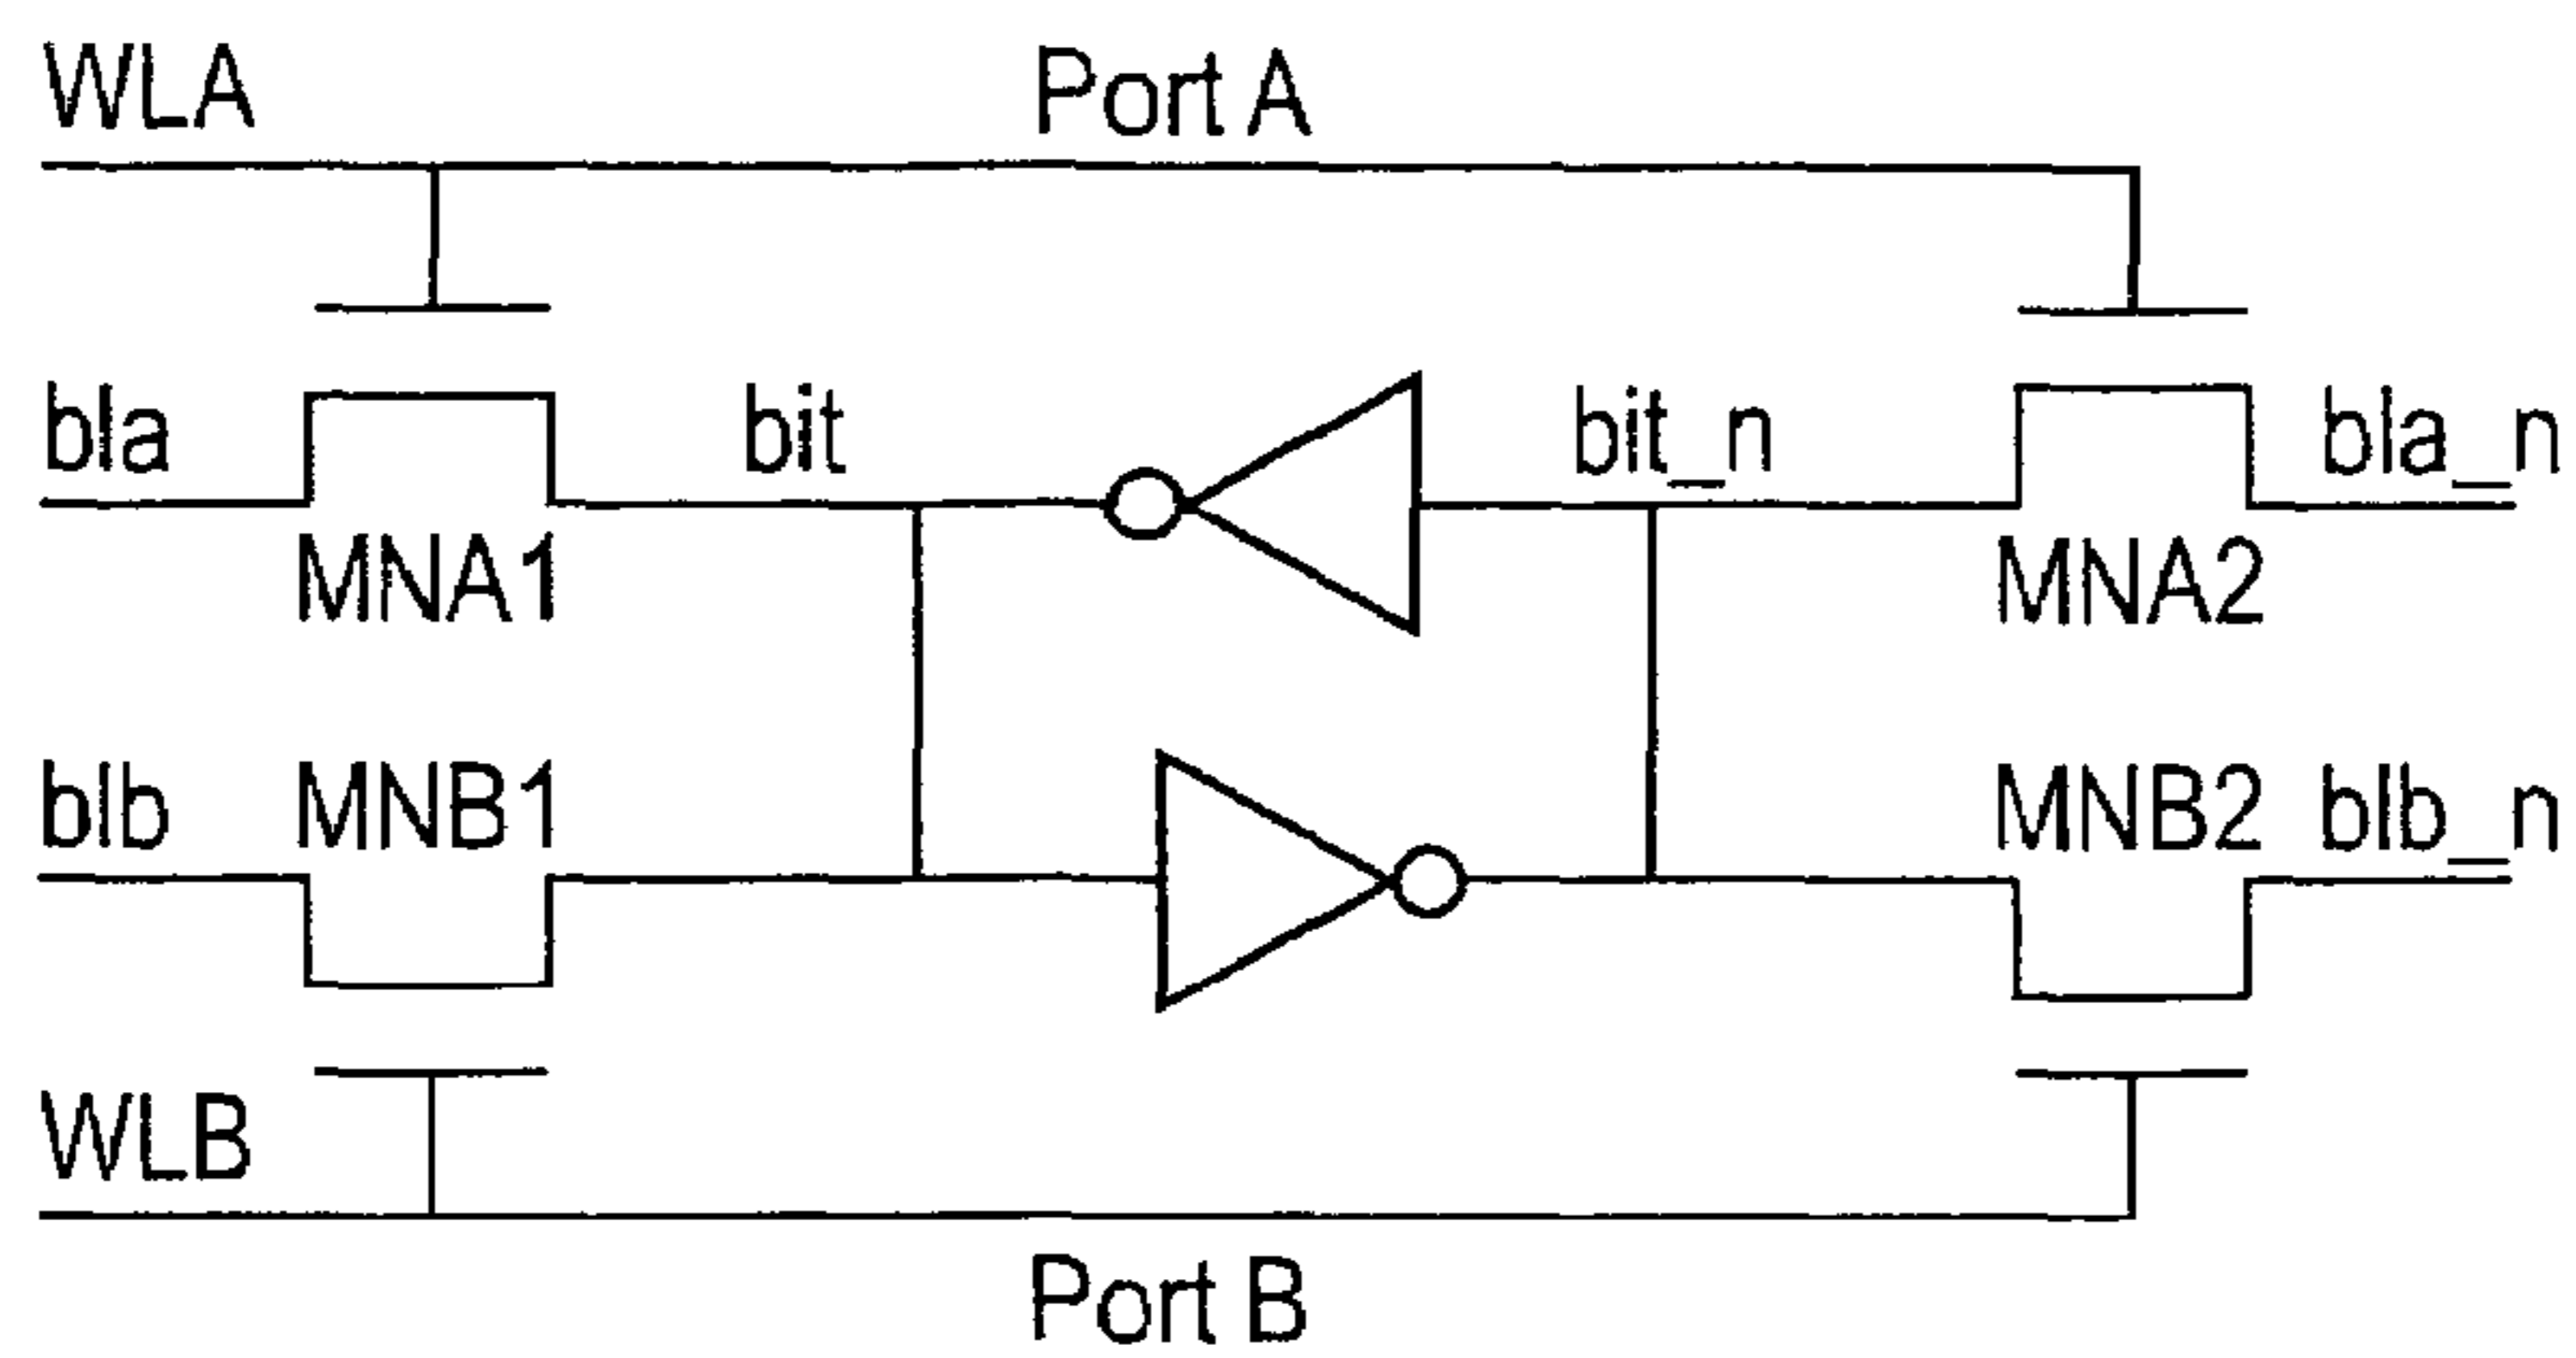 WLA
Port A
bla
bit
bit_n
bla_n
MNA1
MNA2
blb
MNB1
MNB2
blb_n
WLB
Port B